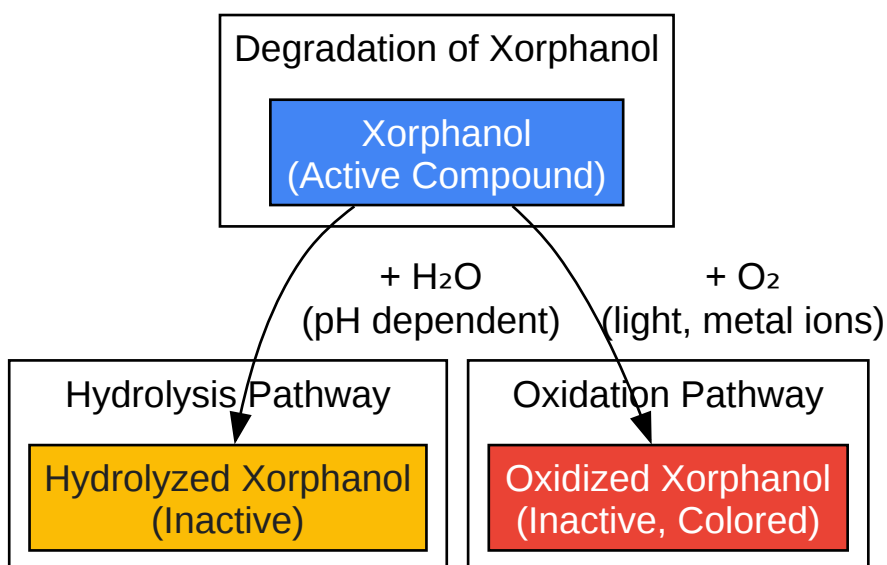 Degradation of Xorphanol
Xorphanol
(Active Compound)
+ H₂O
(pH dependent)
+ O₂
(light, metal ions)
Hydrolysis Pathway
Hydrolyzed Xorphanol
(Inactive)
Oxidation Pathway
Oxidized Xorphanol
(Inactive, Colored)